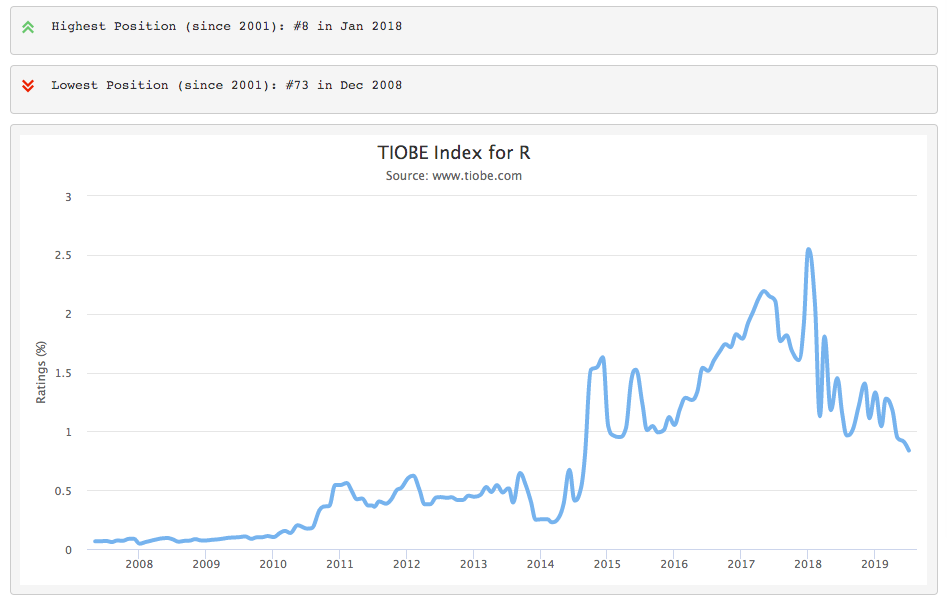 Highest Position (since 2001): #8 in Jan 2018
Lowest Position (since 2001): #73 in Dec 2008
TIOBE Index for R
Source: www.tiobe.com
Ratings (%)
3
2.5
2
1.5
1
0.5
0
2008 2009 2010 2011 2012 2013 2014 2015 2016 2017 2018 2019